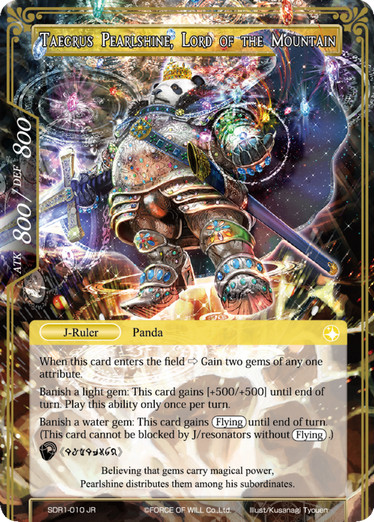 Taegrus Pearlshine, Lord of the Mountain
ATK 800 / DEF 800
J-Ruler Panda
When this card enters the field ⇨ Gain two gems of any one
attribute.
Banish a light gem: This card gains [+500/+500] until end of
turn. Play this ability only once per turn.
Banish a water gem: This card gains Flying until end of turn.
(This card cannot be blocked by J/resonators without Flying.)
Believing that gems carry magical power,
Pearlshine distributes them among his subordinates.
SDR1-010 JR ©FORCE OF WILL Co.,Ltd. Illust/Kusanagi Tyouen